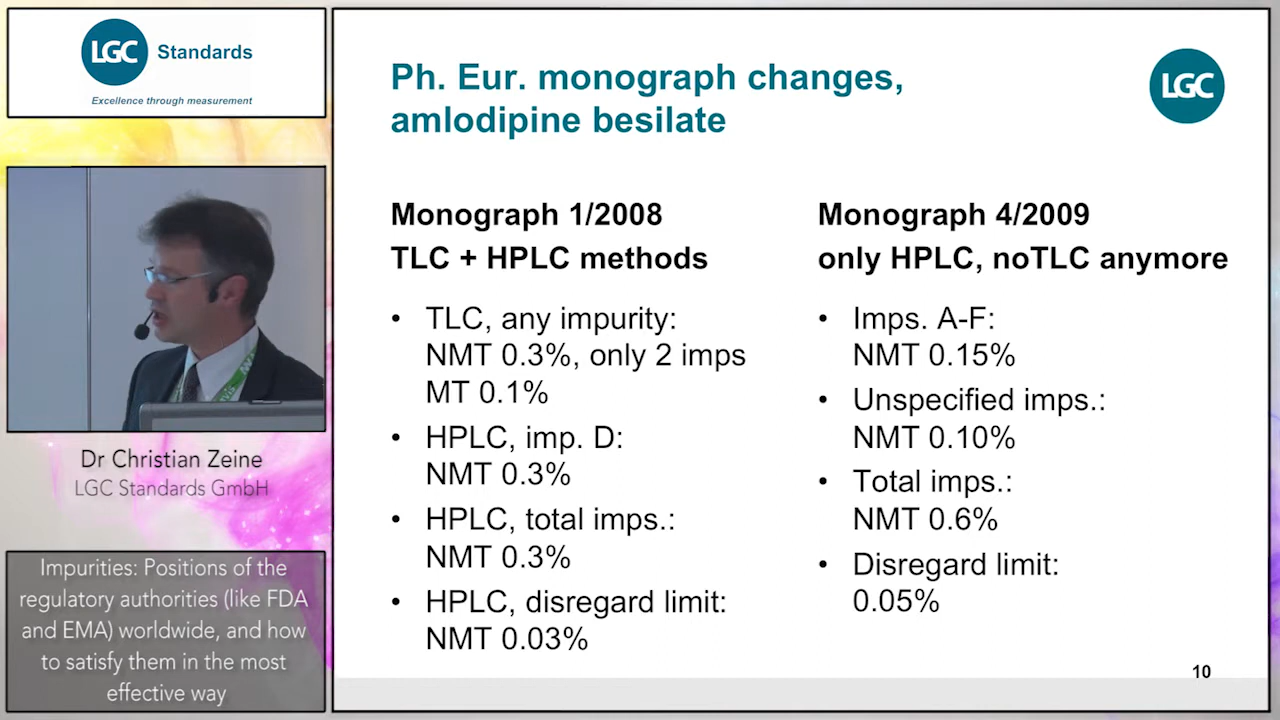 LGC Standards
Excellence through measurement
Ph. Eur. monograph changes,
amlodipine besilate
LGC
Monograph 1/2008
TLC + HPLC methods
• TLC, any impurity:
NMT 0.3%, only 2 imps
MT 0.1%
• HPLC, imp. D:
NMT 0.3%
• HPLC, total imps.:
NMT 0.3%
• HPLC, disregard limit:
NMT 0.03%
Monograph 4/2009
only HPLC, noTLC anymore
• Imps. A-F:
NMT 0.15%
• Unspecified imps.:
NMT 0.10%
• Total imps.:
NMT 0.6%
• Disregard limit:
0.05%
10
Dr Christian Zeine
LGC Standards GmbH
Impurities: Positions of the
regulatory authorities (like FDA
and EMA) worldwide, and how
to satisfy them in the most
effective way